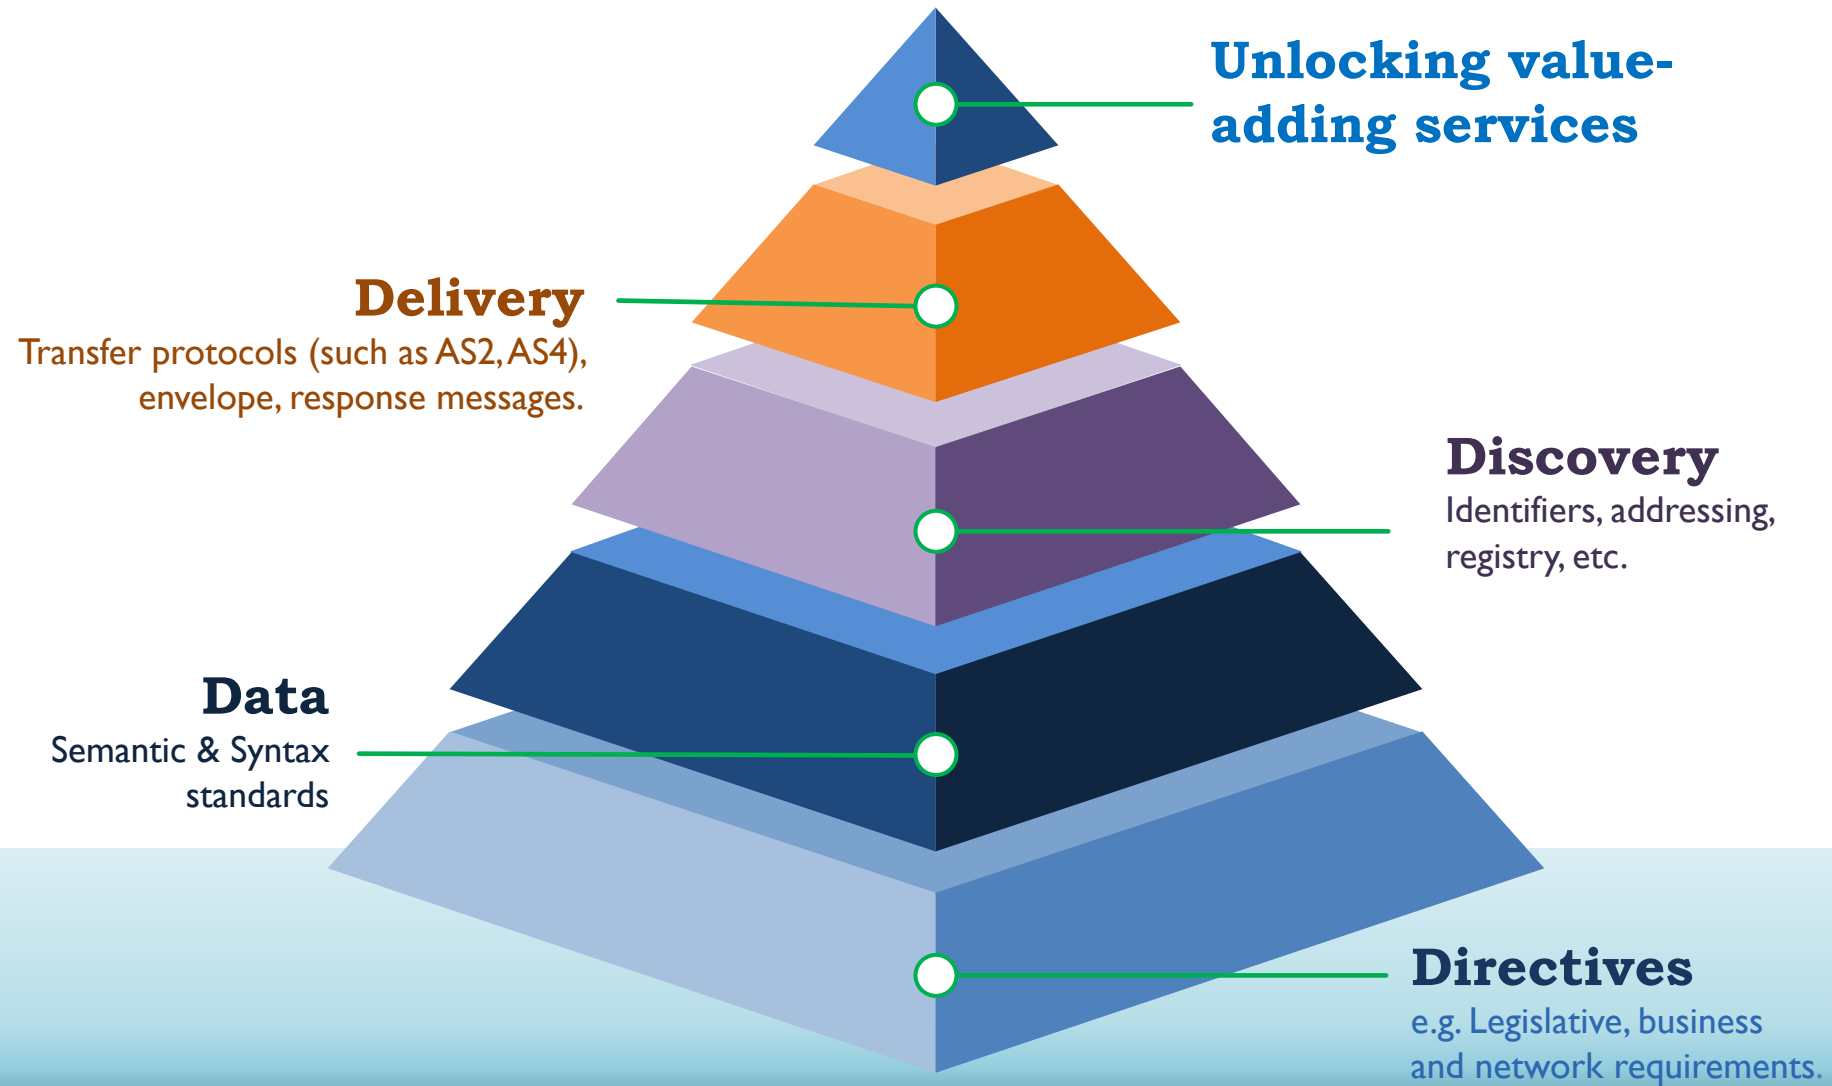 Unlocking value-
adding services
Delivery
Transfer protocols (such as AS2, AS4),
envelope, response messages.
Discovery
Identifiers, addressing,
registry, etc.
Data
Semantic & Syntax
standards
Directives
e.g. Legislative, business
and network requirements.